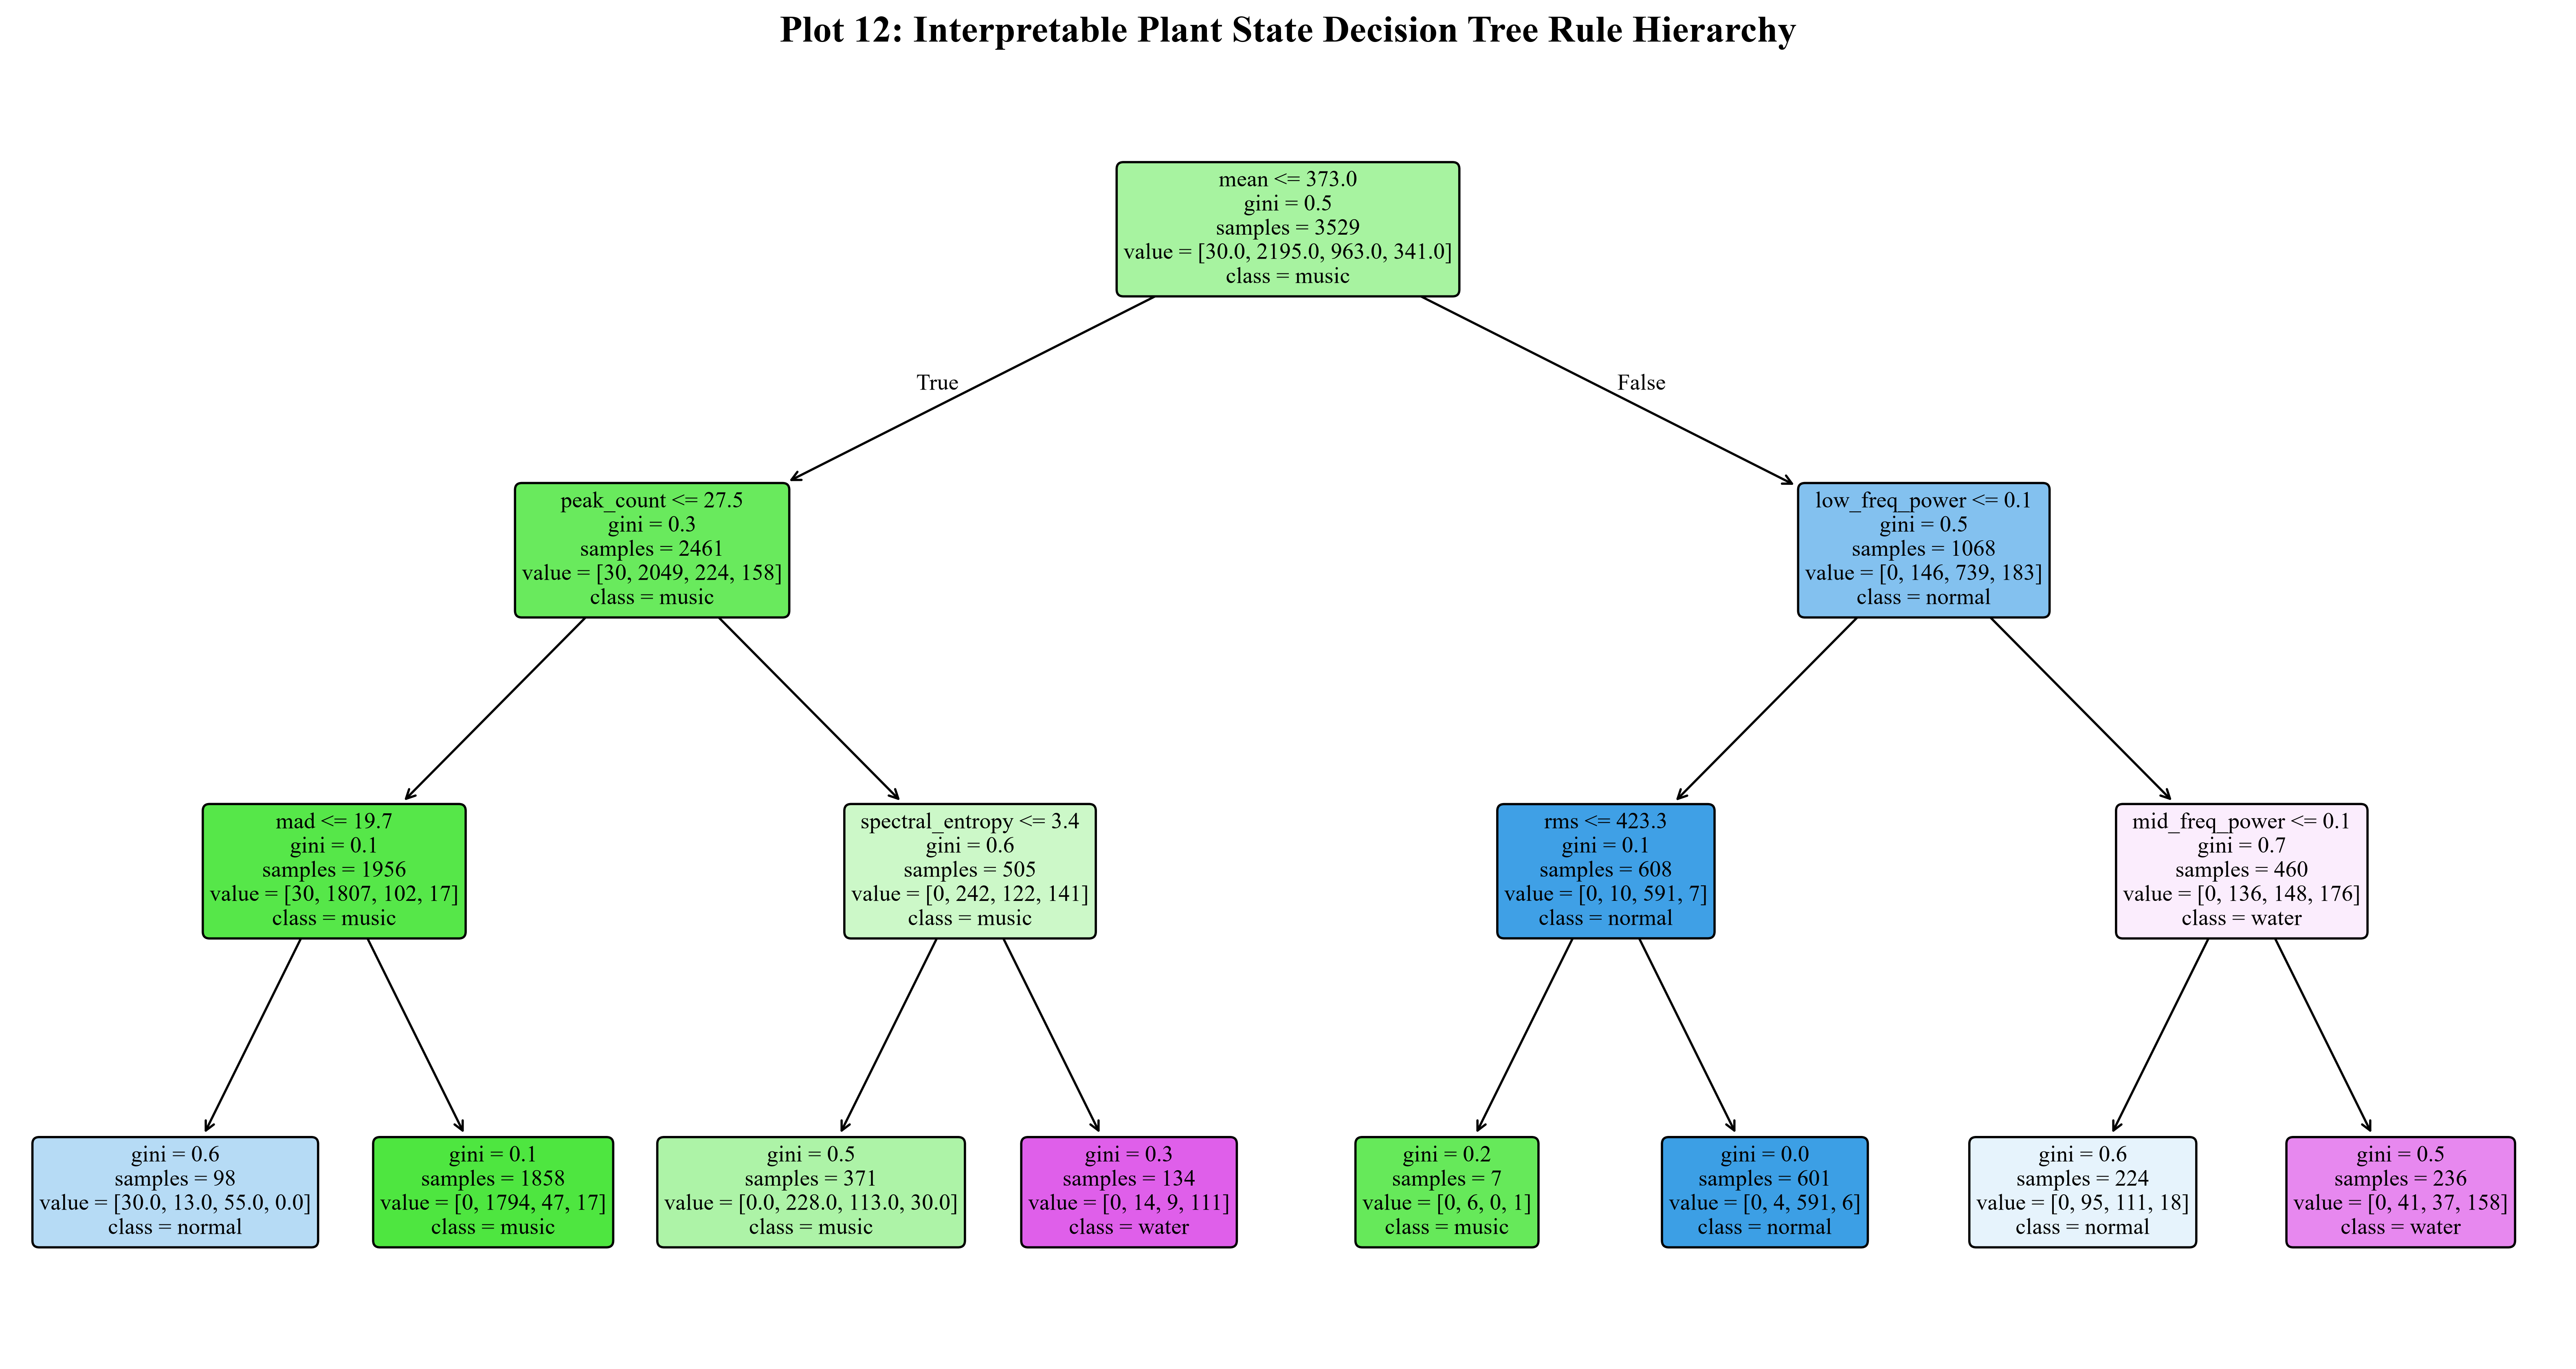 Plot 12: Interpretable Plant State Decision Tree Rule Hierarchy
mean <= 373.0
gini = 0.5
samples = 3529
value = [30.0, 2195.0, 963.0, 341.0]
class = music
True
False
peak_count <= 27.5
gini = 0.3
samples = 2461
value = [30, 2049, 224, 158]
class = music
low_freq_power <= 0.1
gini = 0.5
samples = 1068
value = [0, 146, 739, 183]
class = normal
mad <= 19.7
gini = 0.1
samples = 1956
value = [30, 1807, 102, 17]
class = music
spectral_entropy <= 3.4
gini = 0.6
samples = 505
value = [0, 242, 122, 141]
class = music
rms <= 423.3
gini = 0.1
samples = 608
value = [0, 10, 591, 7]
class = normal
mid_freq_power <= 0.1
gini = 0.7
samples = 460
value = [0, 136, 148, 176]
class = water
gini = 0.6
samples = 98
value = [30.0, 13.0, 55.0, 0.0]
class = normal
gini = 0.1
samples = 1858
value = [0, 1794, 47, 17]
class = music
gini = 0.5
samples = 371
value = [0.0, 228.0, 113.0, 30.0]
class = music
gini = 0.3
samples = 134
value = [0, 14, 9, 111]
class = water
gini = 0.2
samples = 7
value = [0, 6, 0, 1]
class = music
gini = 0.0
samples = 601
value = [0, 4, 591, 6]
class = normal
gini = 0.6
samples = 224
value = [0, 95, 111, 18]
class = normal
gini = 0.5
samples = 236
value = [0, 41, 37, 158]
class = water